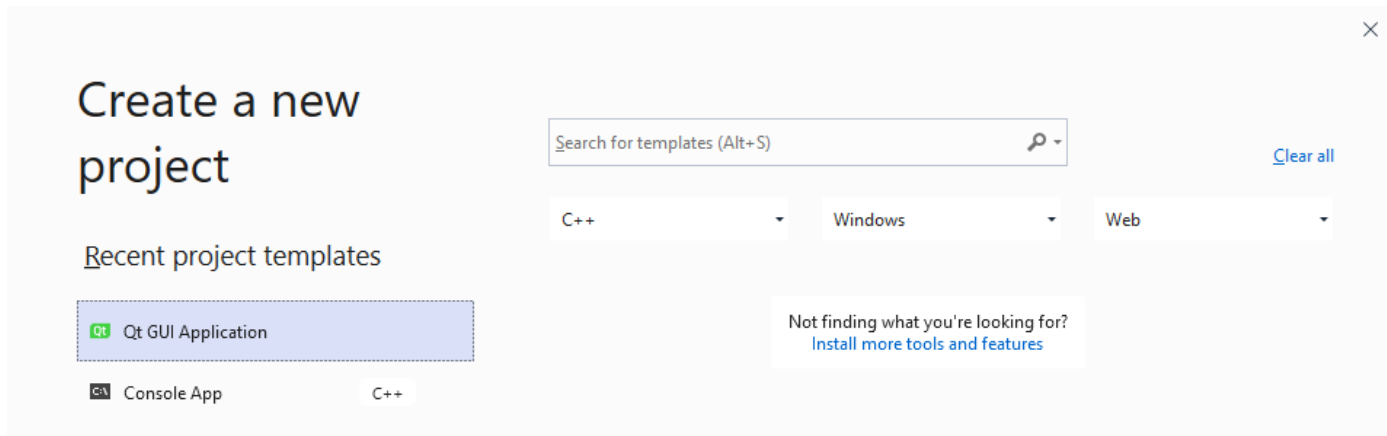 Create a new
project
Recent project templates
Qt Qt GUI Application
C:\ Console App C++
Search for templates (Alt+S)
Clear all
C++ Windows Web
Not finding what you're looking for?
Install more tools and features